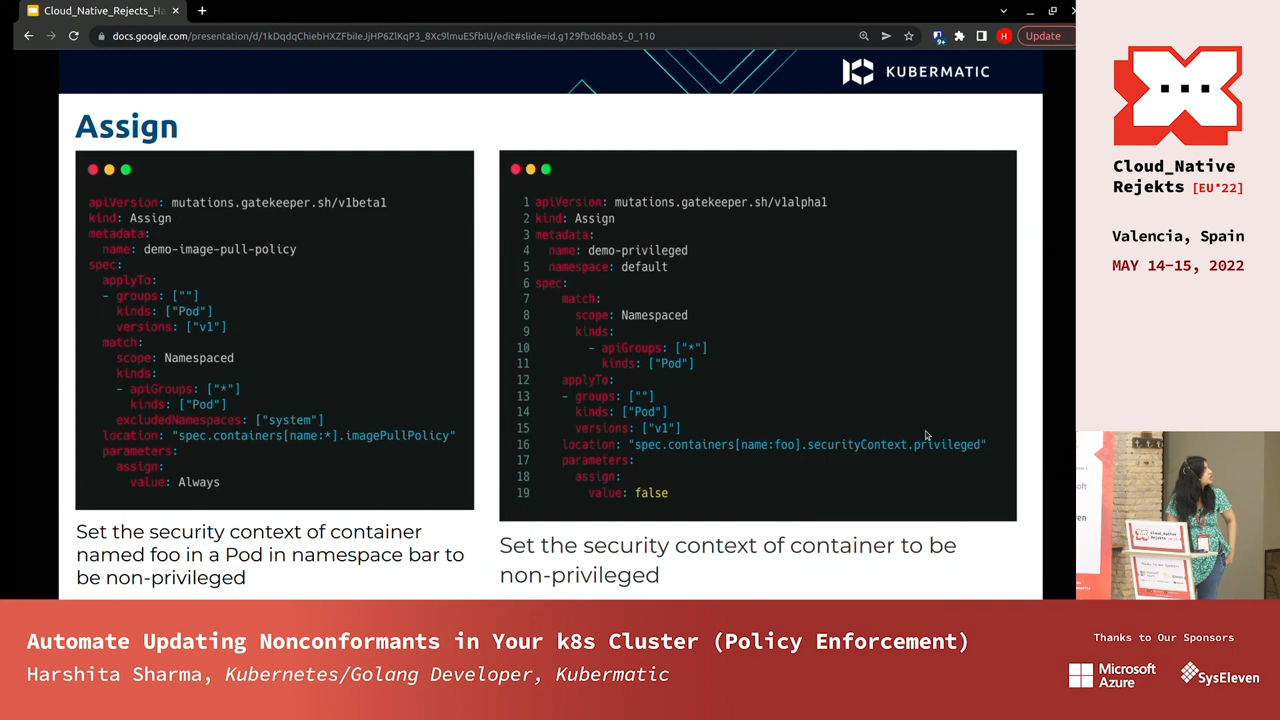 Cloud_Native_Rejects_Ha
docs.google.com/presentation/d/1kDqdqChiebHXZFbiIeJjHP6ZlKqP3_8Xc9lmuESfbIU/edit#slide=id.g129fbd6bab5_0_110
9+
H
Update
KUBERMATIC
Assign
apiVersion: mutations.gatekeeper.sh/v1beta1
kind: Assign
metadata:
name: demo-image-pull-policy
spec:
applyTo:
- groups: [""]
kinds: ["Pod"]
versions: ["v1"]
match:
scope: Namespaced
kinds:
- apiGroups: ["*"]
kinds: ["Pod"]
excludedNamespaces: ["system"]
location: "spec.containers[name:*].imagePullPolicy"
parameters:
assign:
value: Always
Set the security context of container
named foo in a Pod in namespace bar to
be non-privileged
1 apiVersion: mutations.gatekeeper.sh/v1alpha1
2 kind: Assign
3 metadata:
4 name: demo-privileged
5 namespace: default
6 spec:
7 match:
8 scope: Namespaced
9 kinds:
10 - apiGroups: ["*"]
11 kinds: ["Pod"]
12 applyTo:
13 - groups: [""]
14 kinds: ["Pod"]
15 versions: ["v1"]
16 location: "spec.containers[name:foo].securityContext.privileged"
17 parameters:
18 assign:
19 value: false
Set the security context of container to be
non-privileged
Cloud_Native
Rejekts [EU'22]
Valencia, Spain
MAY 14-15, 2022
Cloud_Native
Rejekts
Thanks to Our Sponsors
Automate Updating Nonconformants in Your k8s Cluster (Policy Enforcement)
Harshita Sharma, Kubernetes/Golang Developer, Kubermatic
Thanks to Our Sponsors
Microsoft
Azure
SysEleven